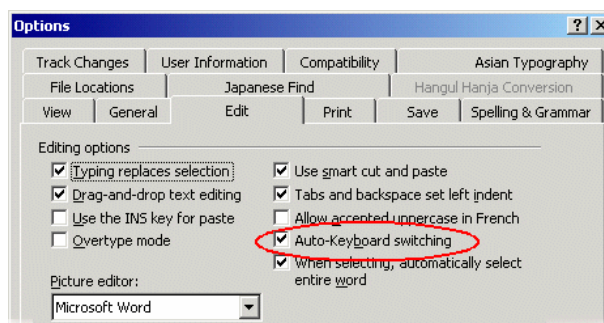 Options
Track Changes User Information Compatibility Asian Typography
File Locations Japanese Find Hangul Hanja Conversion
View General Edit Print Save Spelling & Grammar
Editing options
Typing replaces selection Use smart cut and paste
Drag-and-drop text editing Tabs and backspace set left indent
Use the INS key for paste Allow accented uppercase in French
Overtype mode Auto-Keyboard switching
When selecting, automatically select
Picture editor: entire word
Microsoft Word